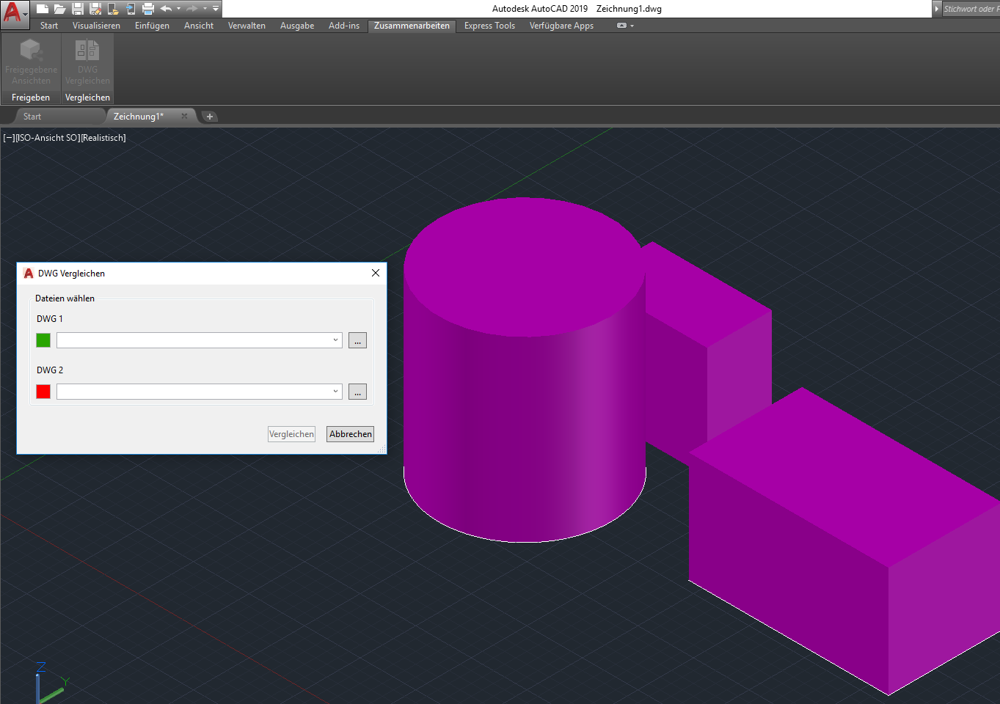 Autodesk AutoCAD 2019 Zeichnung1.dwg
Stichwort oder
Start Visualisieren Einfügen Ansicht Verwalten Ausgabe Add-ins Zusammenarbeiten Express Tools Verfügbare Apps
Freigegebene
Ansichten
DWG
Vergleichen
Freigeben Vergleichen
Start Zeichnung1*
[−][ISO-Ansicht SO][Realistisch]
DWG Vergleichen
Dateien wählen
DWG 1
...
DWG 2
...
Vergleichen Abbrechen
Z
Y